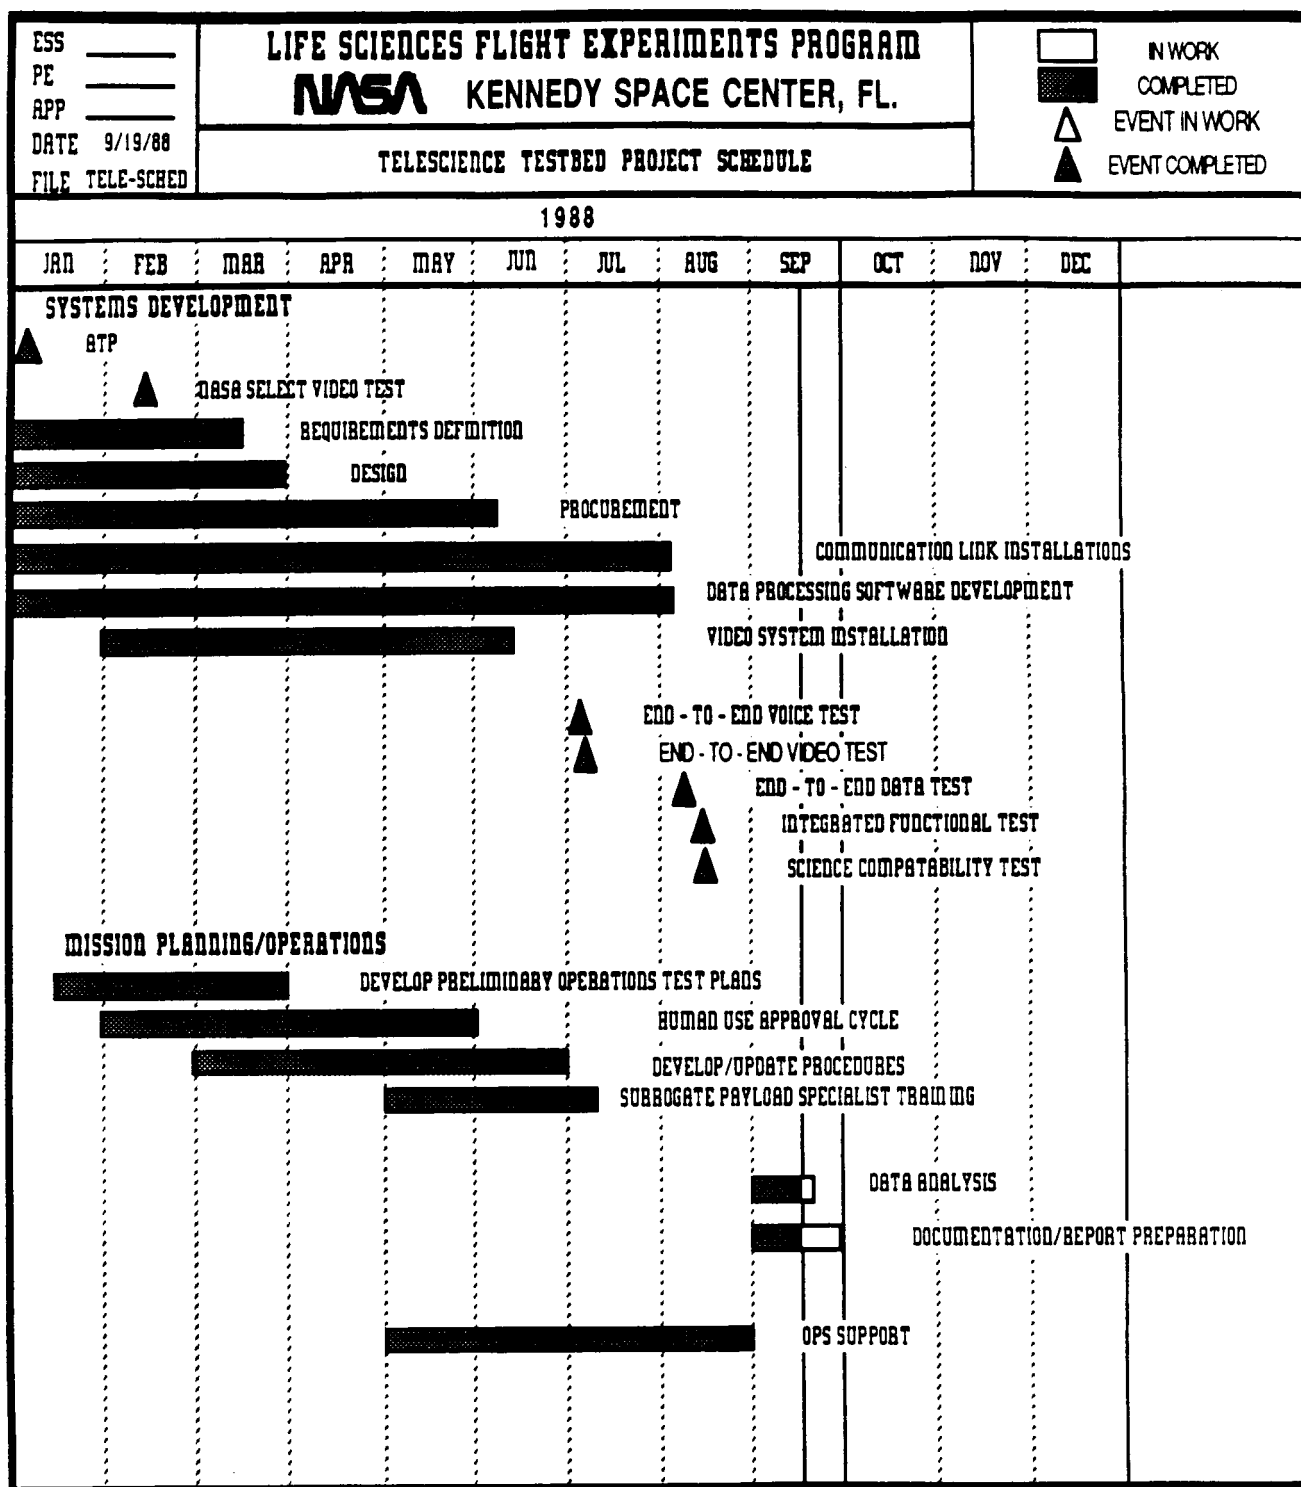 ESS
PE
APP
DATE 9/19/88
FILE TELE-SCHED
LIFE SCIENCES FLIGHT EXPERIMENTS PROGRAM
NASA KENNEDY SPACE CENTER, FL.
TELESCIENCE TESTBED PROJECT SCHEDULE
IN WORK
COMPLETED
EVENT IN WORK
EVENT COMPLETED
1988
JAN FEB MAR APR MAY JUN JUL AUG SEP OCT NOV DEC
SYSTEMS DEVELOPMENT
ATP
NASA SELECT VIDEO TEST
REQUIREMENTS DEFINITION
DESIGN
PROCUREMENT
COMMUNICATION LINK INSTALLATIONS
DATA PROCESSING SOFTWARE DEVELOPMENT
VIDEO SYSTEM INSTALLATION
END - TO - END VOICE TEST
END - TO - END VIDEO TEST
END - TO - END DATA TEST
INTEGRATED FUNCTIONAL TEST
SCIENCE COMPATABILITY TEST
MISSION PLANNING/OPERATIONS
DEVELOP PRELIMINARY OPERATIONS TEST PLANS
HUMAN USE APPROVAL CYCLE
DEVELOP/UPDATE PROCEDURES
SURROGATE PAYLOAD SPECIALIST TRAINING
DATA ANALYSIS
DOCUMENTATION/REPORT PREPARATION
OPS SUPPORT